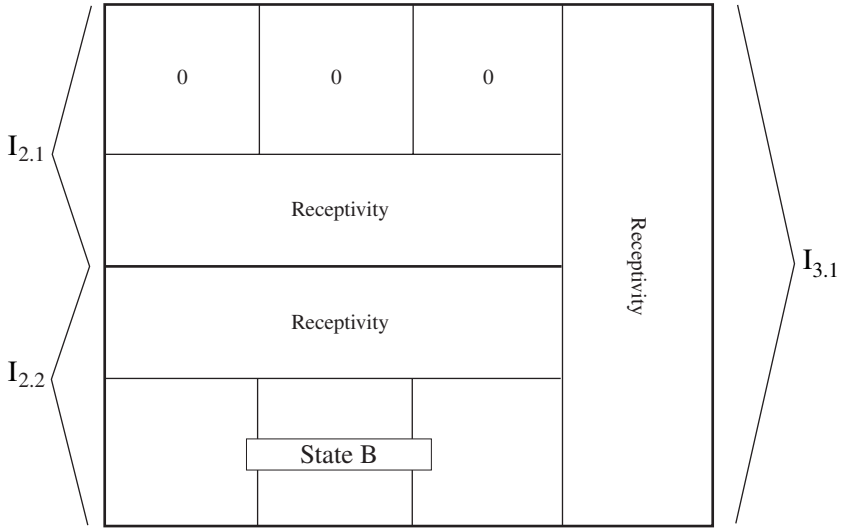 0 0 0
I2.1
Receptivity
Receptivity
I3.1
Receptivity
I2.2
State B